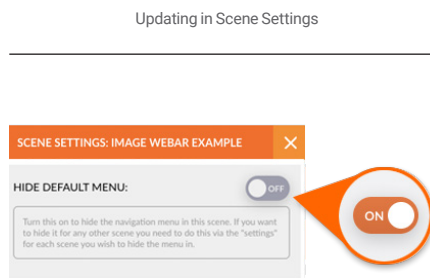 Updating in Scene Settings
SCENE SETTINGS: IMAGE WEBAR EXAMPLE
HIDE DEFAULT MENU:
OFF
ON
Turn this on to hide the navigation menu in this scene. If you want
to hide it for any other scene you need to do this via the "settings"
for each scene you wish to hide the menu in.